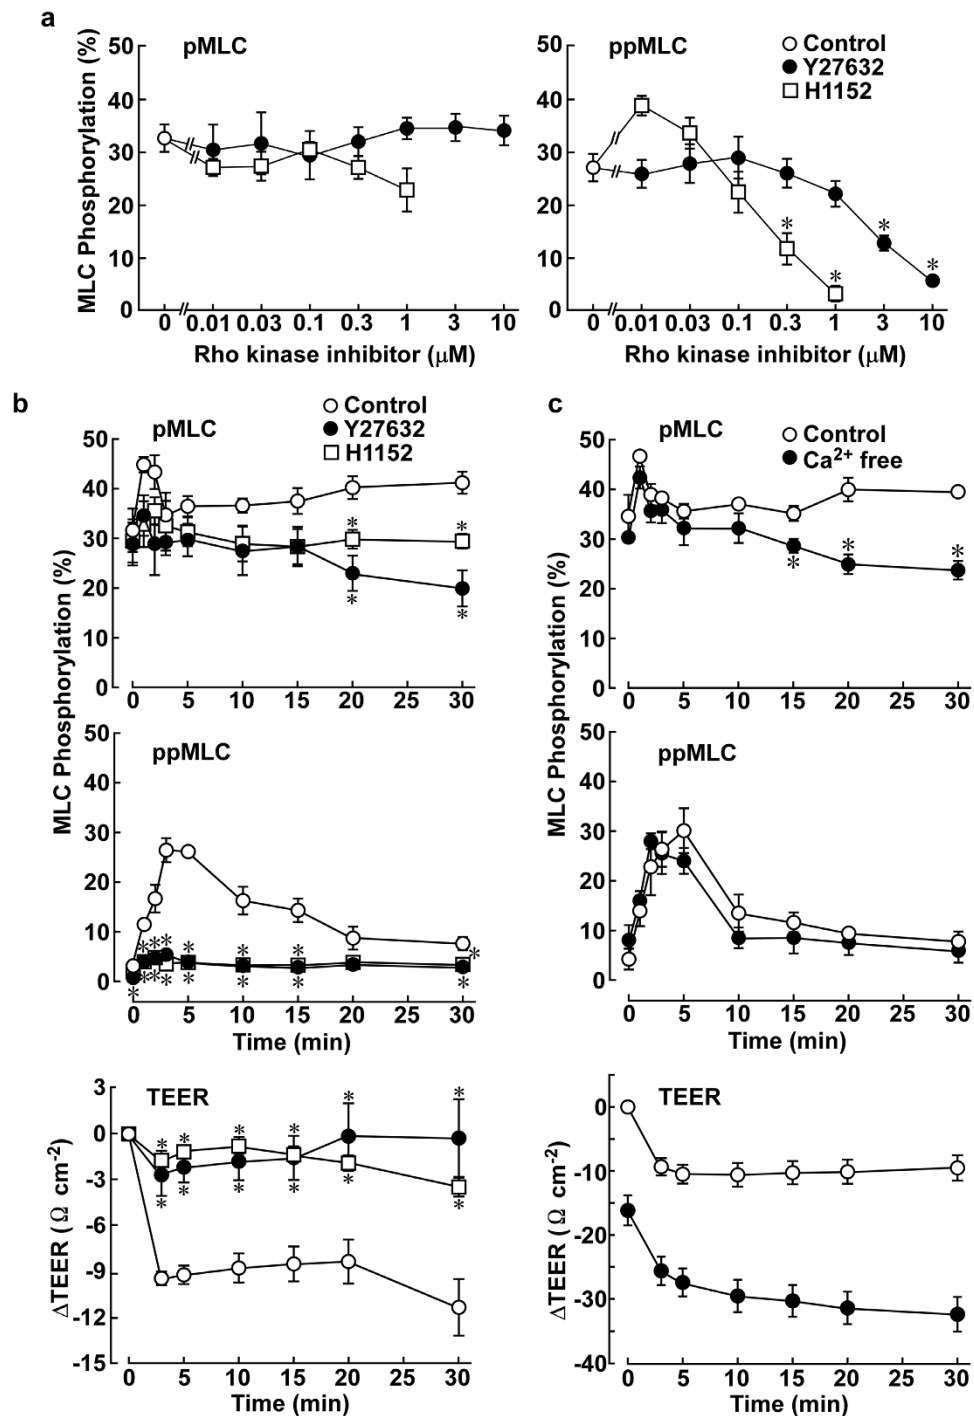 a
pMLC
ppMLC
Control
Y27632
H1152
MLC Phosphorylation (%)
50
40
30
20
10
0
0 0.01 0.03 0.1 0.3 1 3 10
Rho kinase inhibitor (µM)
50
40
30
20
10
0
0 0.01 0.03 0.1 0.3 1 3 10
Rho kinase inhibitor (µM)
* * * *
b
Control
Y27632
H1152
pMLC
MLC Phosphorylation (%)
50
40
30
20
10
0
* * * *
0 5 10 15 20 25 30
ppMLC
50
40
30
20
10
0
* * * * * * * * * * * * * * *
0 5 10 15 20 25 30
Time (min)
TEER
ΔTEER (Ω cm⁻²)
3
0
-3
-6
-9
-12
-15
* * * * * * * * * * * *
0 5 10 15 20 25 30
Time (min)
c
Control
Ca²⁺ free
pMLC
MLC Phosphorylation (%)
50
40
30
20
10
0
* * *
0 5 10 15 20 25 30
ppMLC
50
40
30
20
10
0
0 5 10 15 20 25 30
Time (min)
TEER
ΔTEER (Ω cm⁻²)
0
-10
-20
-30
-40
0 5 10 15 20 25 30
Time (min)